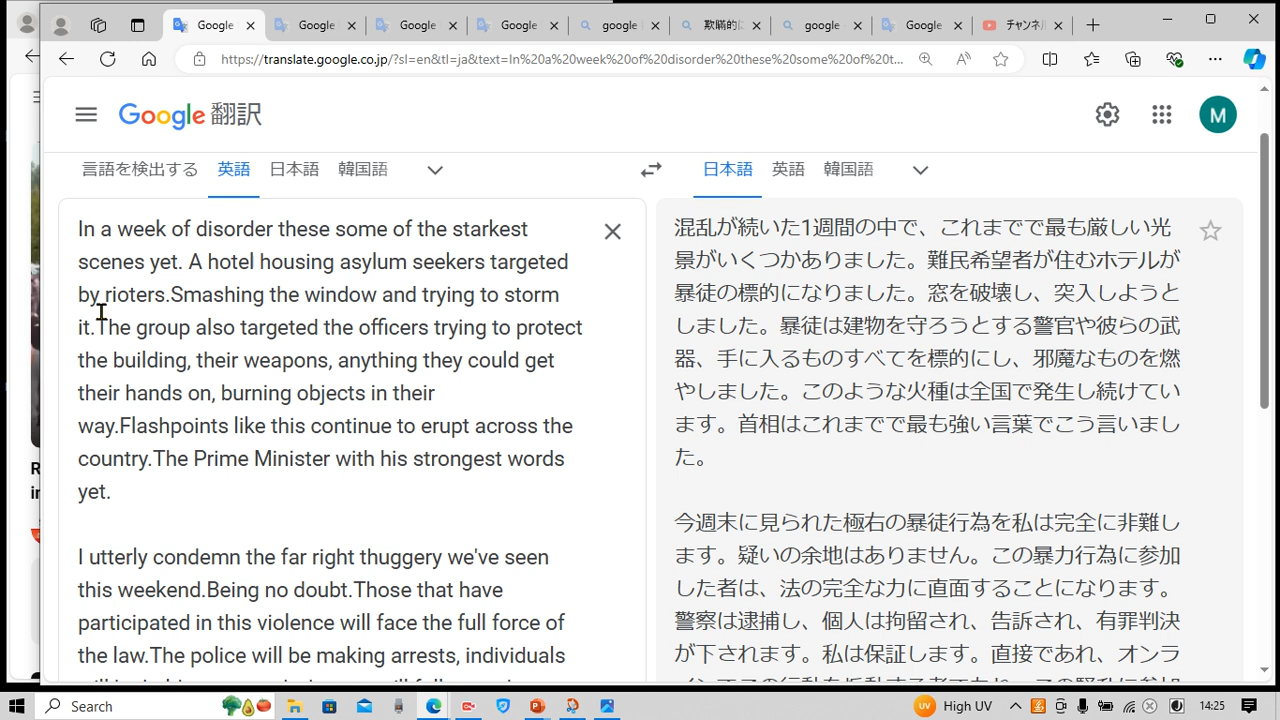 Google
Google
Google
Google
google
欺瞞的に
google
Google
チャンネル
https://translate.google.co.jp/?sl=en&tl=ja&text=In%20a%20week%20of%20disorder%20these%20some%20of%20t...
Google 翻訳
M
言語を検出する 英語 日本語 韓国語
日本語 英語 韓国語
In a week of disorder these some of the starkest
scenes yet. A hotel housing asylum seekers targeted
by rioters.Smashing the window and trying to storm
it.The group also targeted the officers trying to protect
the building, their weapons, anything they could get
their hands on, burning objects in their
way.Flashpoints like this continue to erupt across the
country.The Prime Minister with his strongest words
yet.
I utterly condemn the far right thuggery we've seen
this weekend.Being no doubt.Those that have
participated in this violence will face the full force of
the law.The police will be making arrests, individuals
混乱が続いた1週間の中で、これまでで最も厳しい光
景がいくつかありました。難民希望者が住むホテルが
暴徒の標的になりました。窓を破壊し、突入しようと
しました。暴徒は建物を守ろうとする警官や彼らの武
器、手に入るものすべてを標的にし、邪魔なものを燃
やしました。このような火種は全国で発生し続けてい
ます。首相はこれまでで最も強い言葉でこう言いまし
た。
今週末に見られた極右の暴徒行為を私は完全に非難し
ます。疑いの余地はありません。この暴力行為に参加
した者は、法の完全な力に直面することになります。
警察は逮捕し、個人は拘留され、告訴され、有罪判決
が下されます。私は保証します。直接であれ、オンラ
Search
High UV
14:25